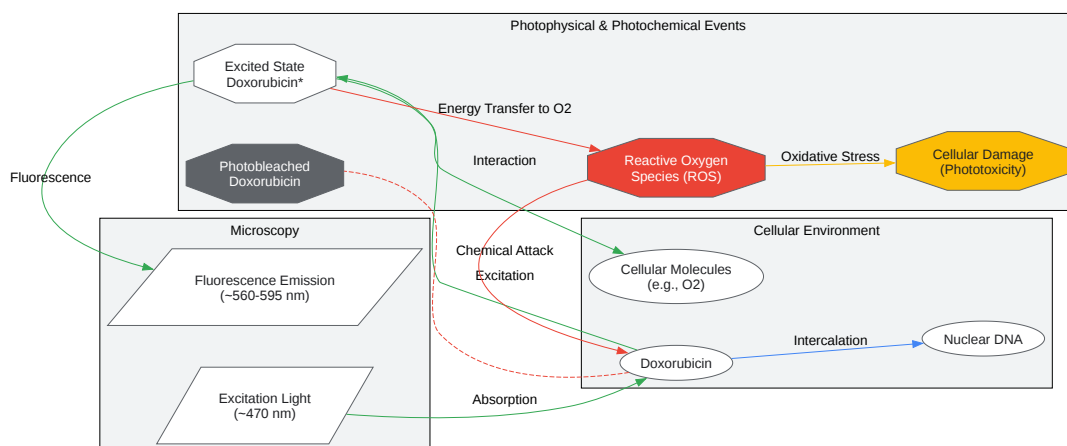 Photophysical & Photochemical Events
Excited State
Doxorubicin*
Energy Transfer to O2
Photobleached
Doxorubicin
Fluorescence
Interaction
Reactive Oxygen
Species (ROS)
Oxidative Stress
Cellular Damage
(Phototoxicity)
Microscopy
Cellular Environment
Chemical Attack
Excitation
Fluorescence Emission
(~560-595 nm)
Cellular Molecules
(e.g., O2)
Intercalation
Nuclear DNA
Doxorubicin
Excitation Light
(~470 nm)
Absorption